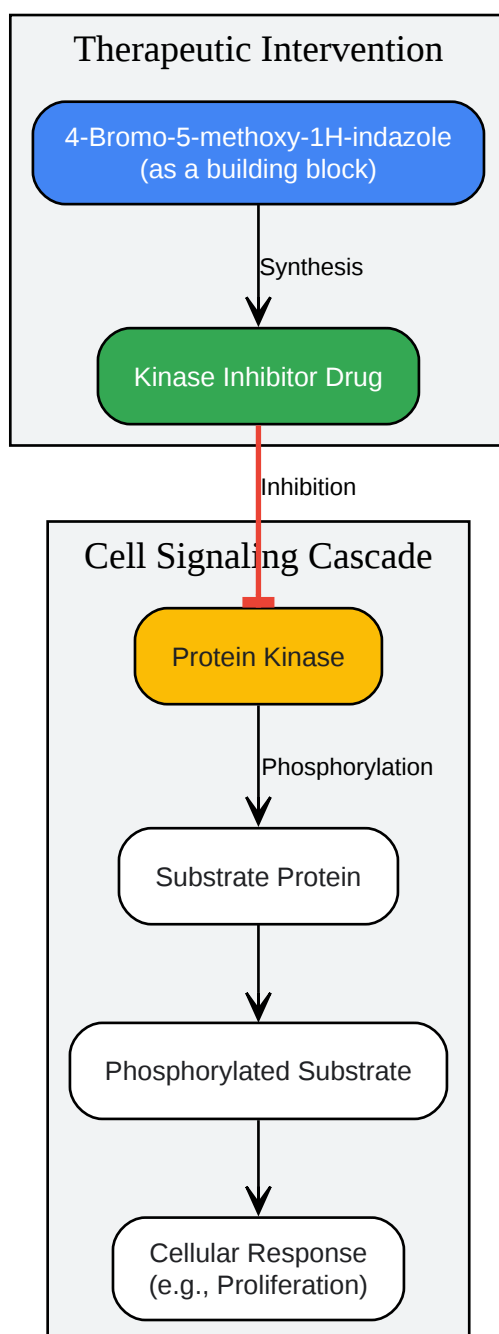 Therapeutic Intervention
4-Bromo-5-methoxy-1H-indazole
(as a building block)
Synthesis
Kinase Inhibitor Drug
Inhibition
Cell Signaling Cascade
Protein Kinase
Phosphorylation
Substrate Protein
Phosphorylated Substrate
Cellular Response
(e.g., Proliferation)